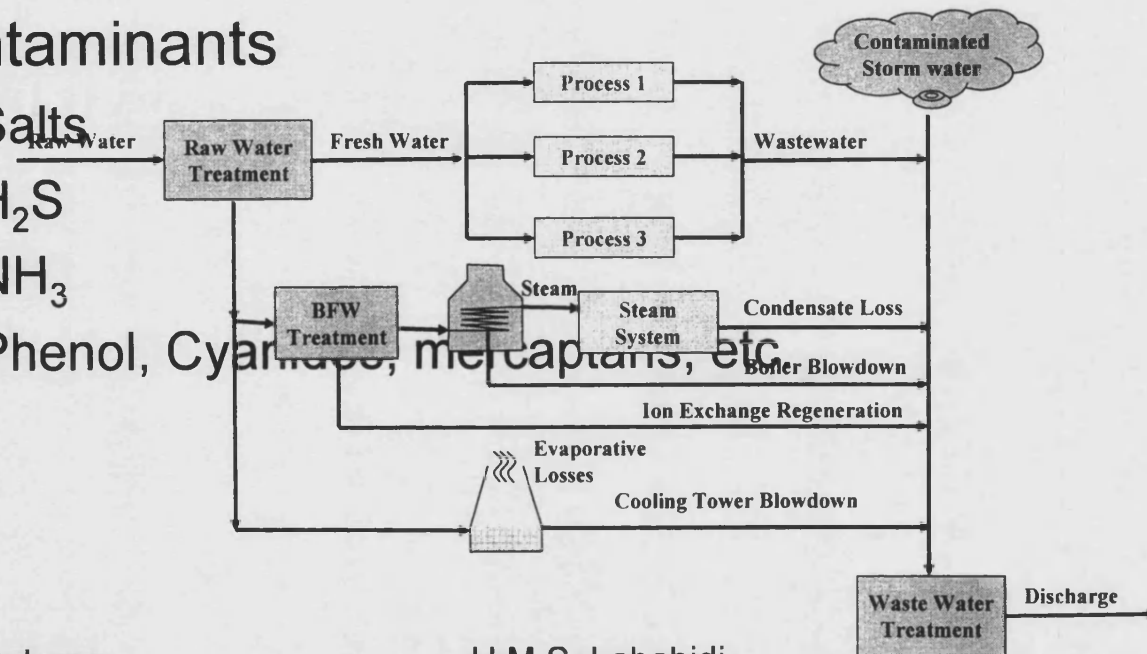 ntaminants
Salts
H₂S
NH₃
Phenol, Cyanides, mercaptans, etc.
Contaminated
Storm water
Process 1
Raw Water
Raw Water
Treatment
Fresh Water
Process 2
Wastewater
Process 3
BFW
Treatment
Steam
Steam
System
Condensate Loss
Boiler Blowdown
Ion Exchange Regeneration
Evaporative
Losses
Cooling Tower Blowdown
Waste Water
Treatment
Discharge